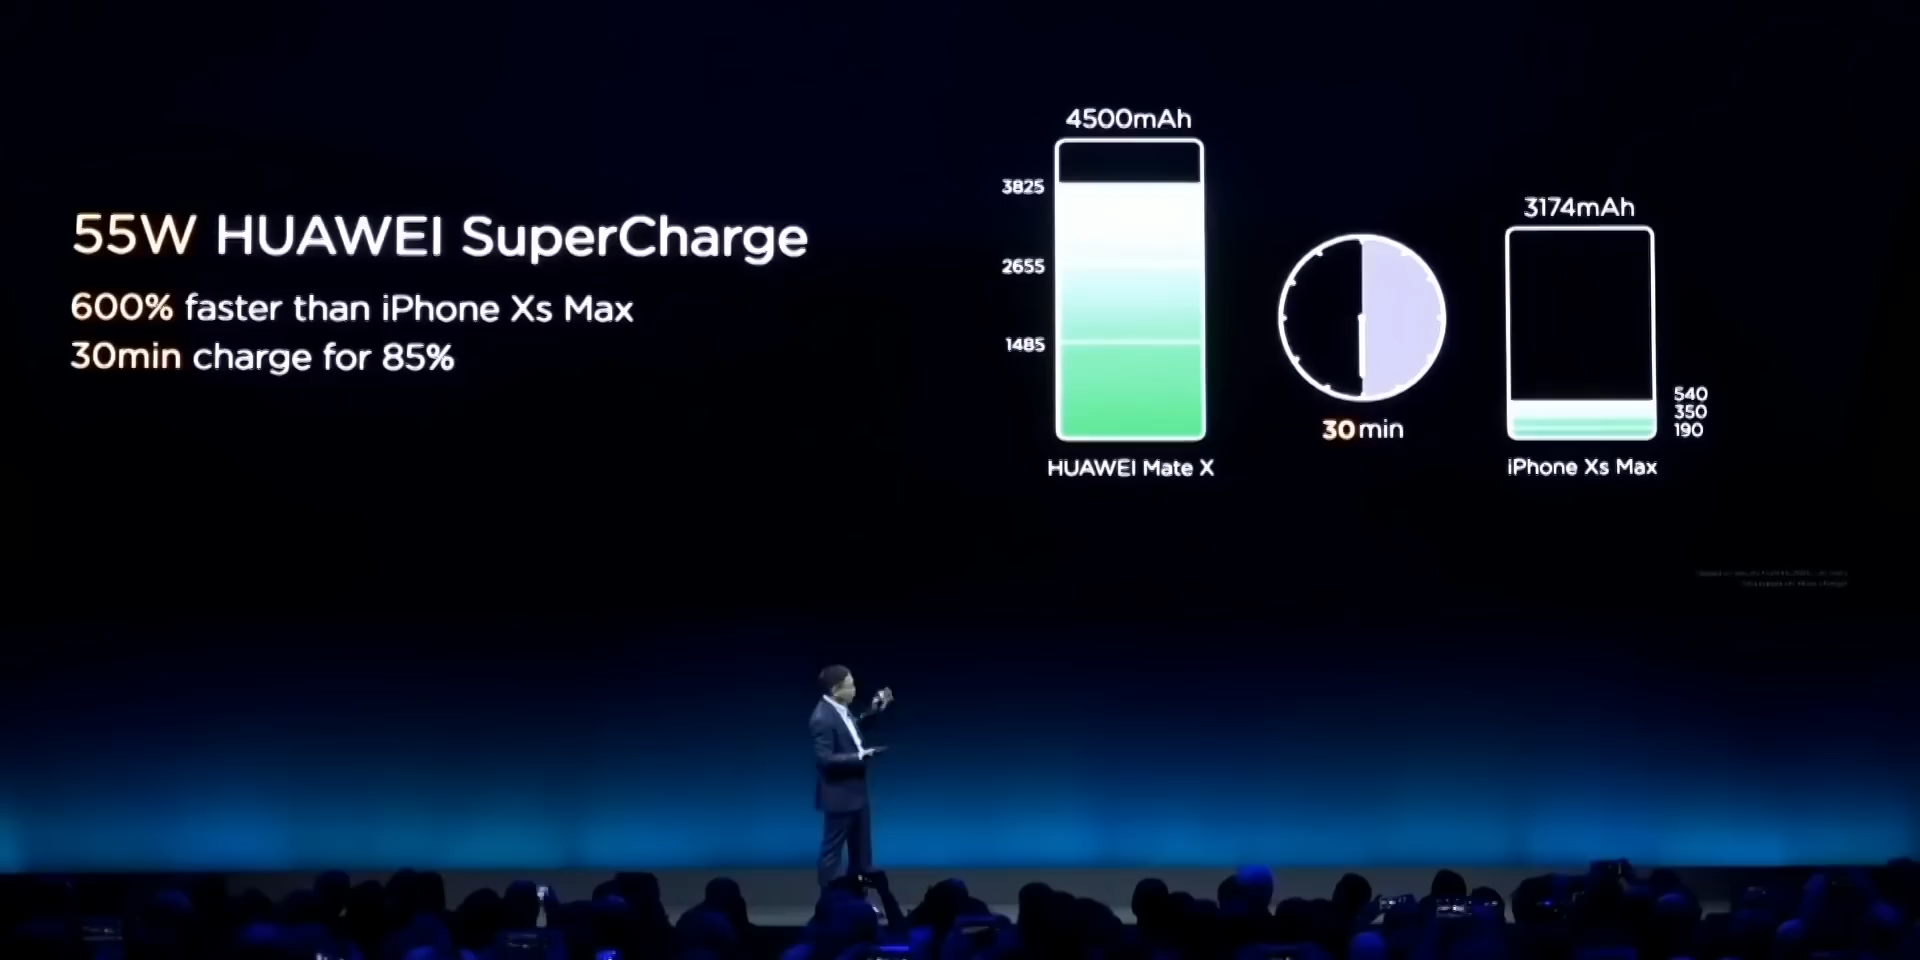 55W HUAWEI SuperCharge
600% faster than iPhone Xs Max
30min charge for 85%
4500mAh
3825
2655
1485
HUAWEI Mate X
30min
3174mAh
540
350
190
iPhone Xs Max